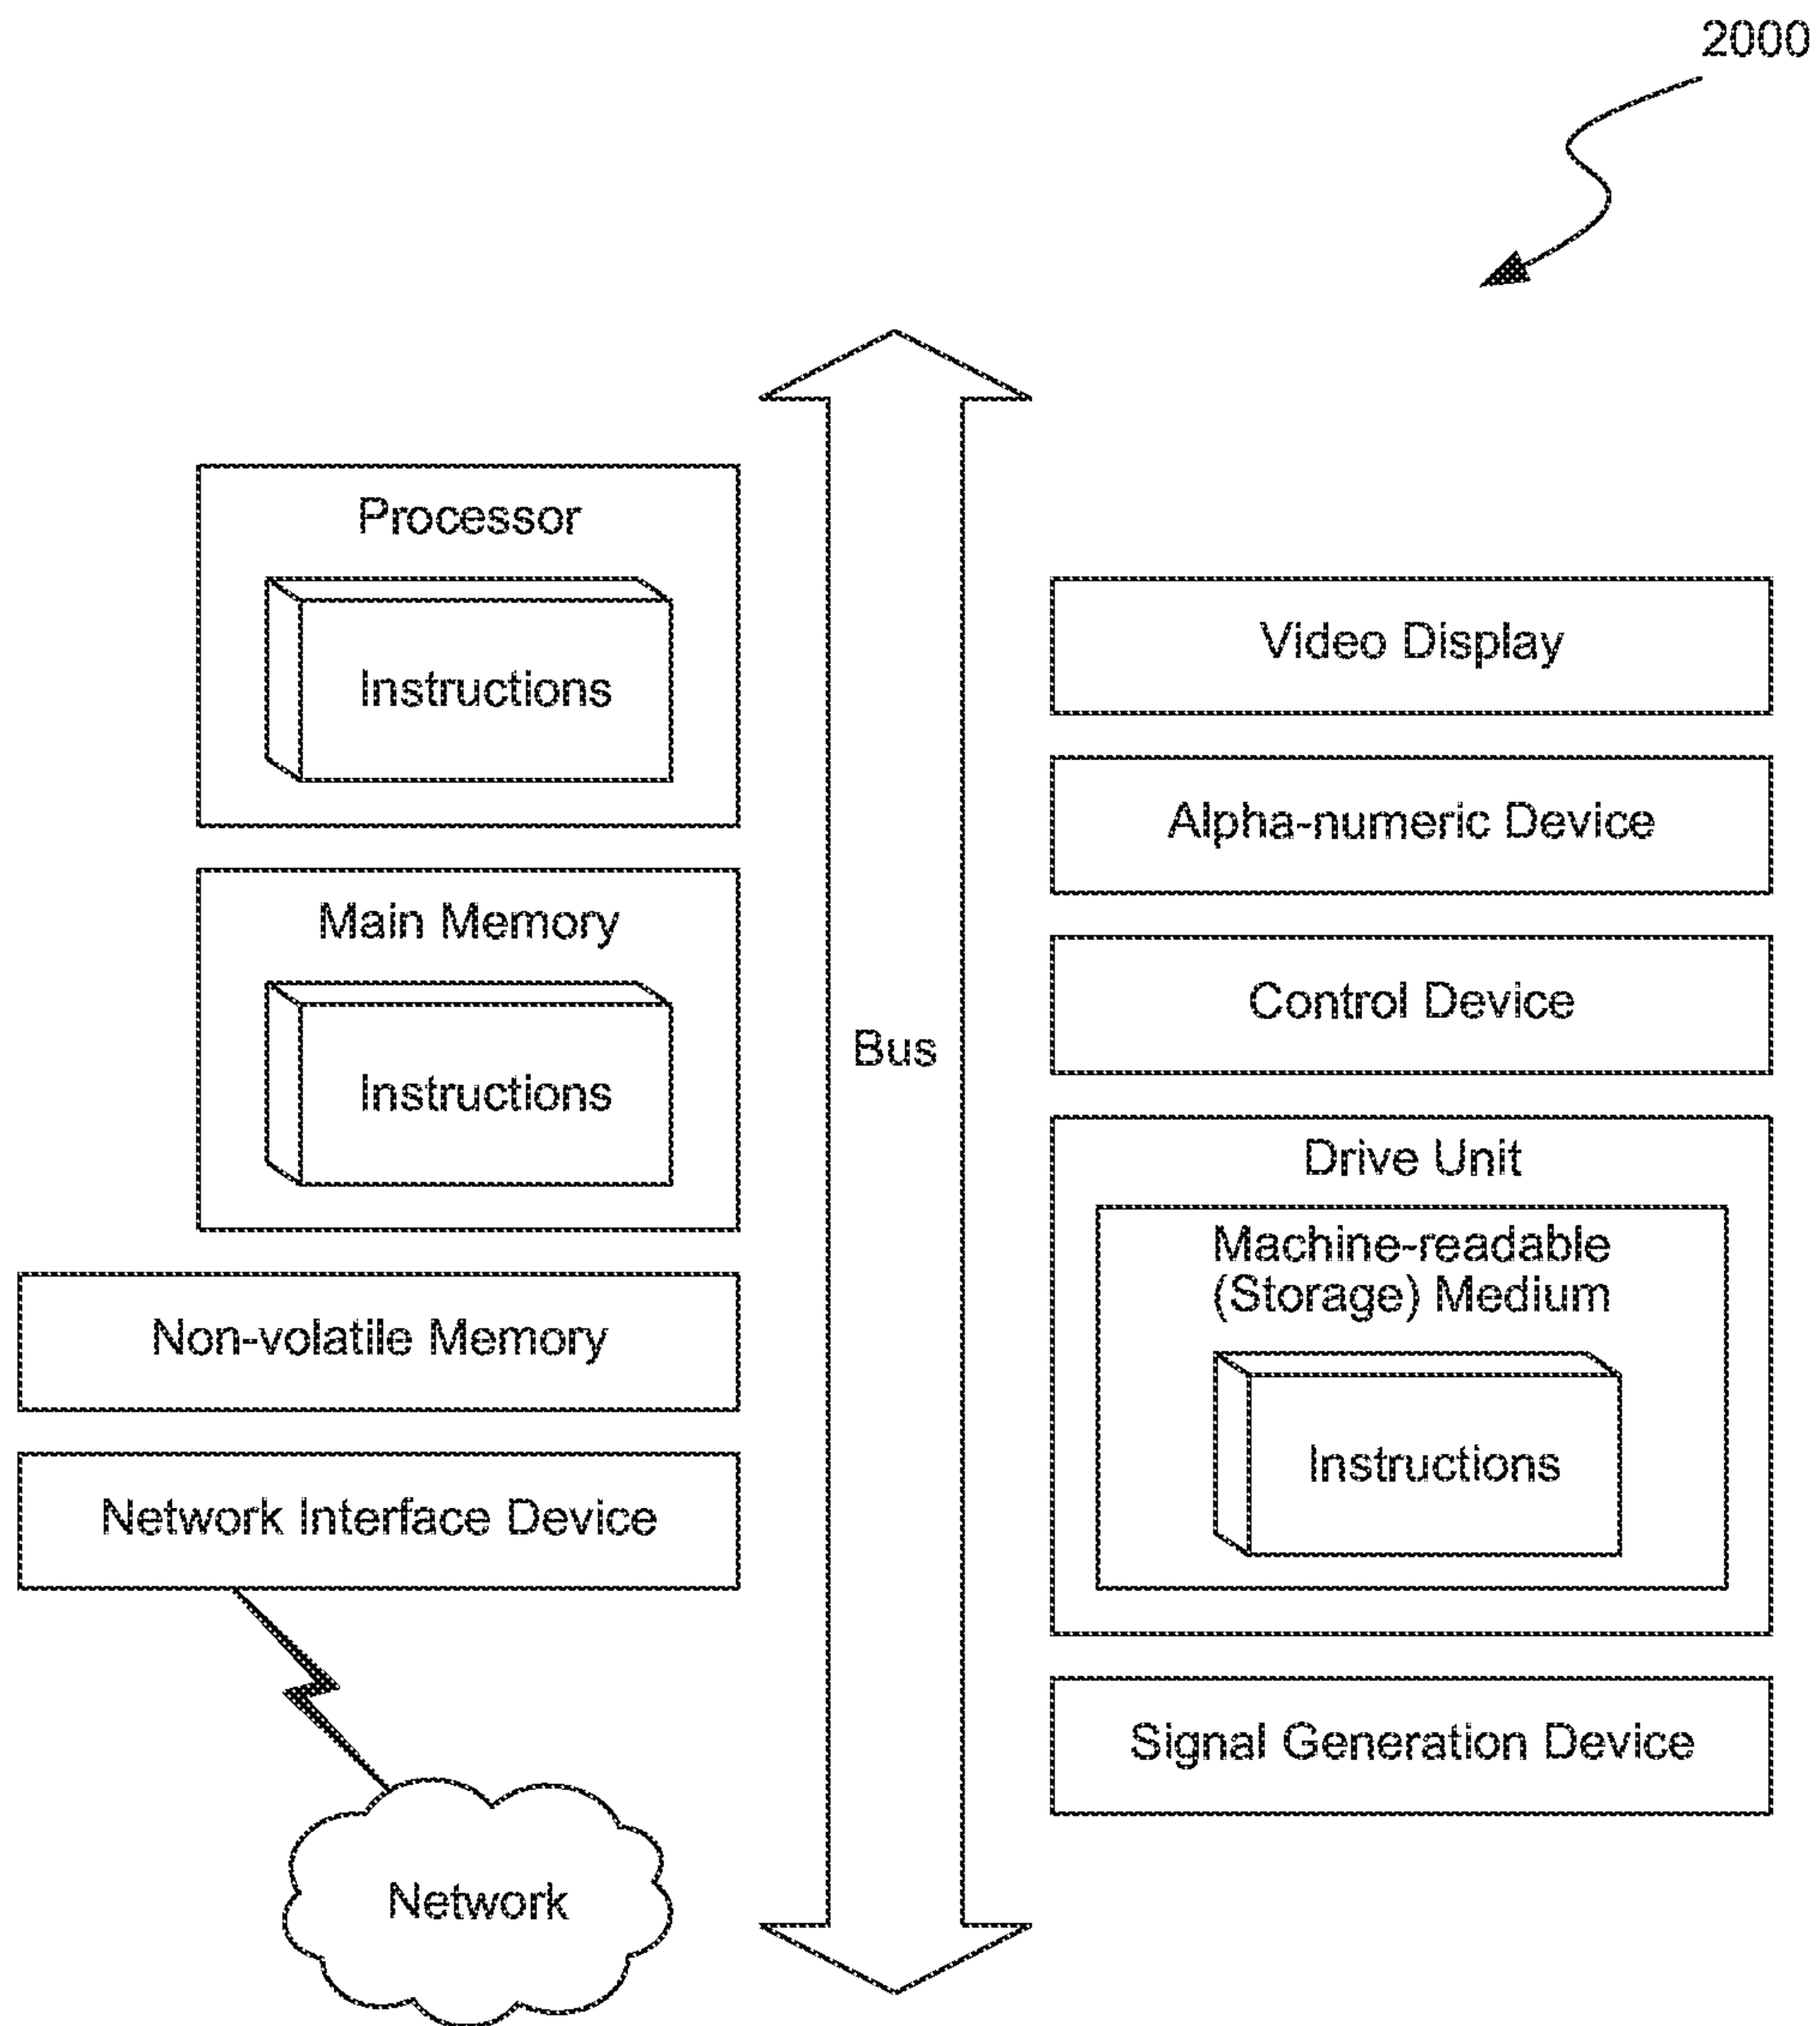 2000
Processor
Instructions
Main Memory
Instructions
Non-volatile Memory
Network Interface Device
Network
Bus
Video Display
Alpha-numeric Device
Control Device
Drive Unit
Machine-readable
(Storage) Medium
Instructions
Signal Generation Device